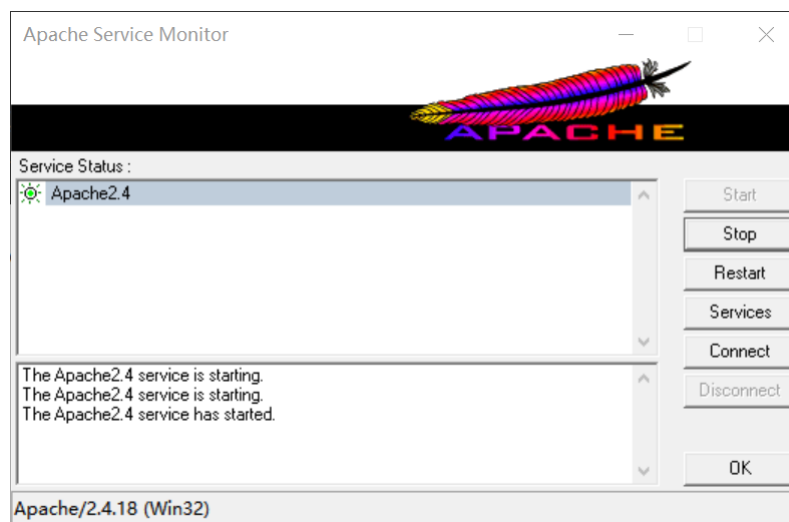 Apache Service Monitor
APACHE
Service Status :
Apache2.4
Start
Stop
Restart
Services
Connect
Disconnect
The Apache2.4 service is starting.
The Apache2.4 service is starting.
The Apache2.4 service has started.
OK
Apache/2.4.18 (Win32)